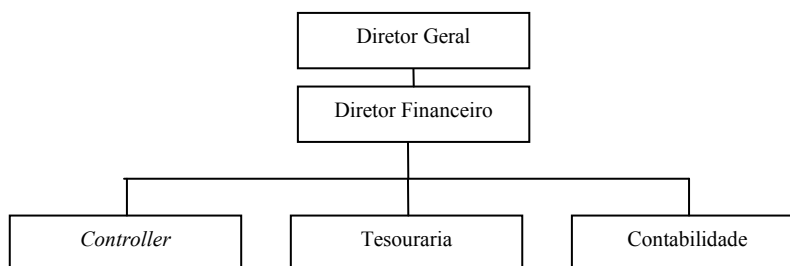 Diretor Geral
Diretor Financeiro
Controller
Tesouraria
Contabilidade